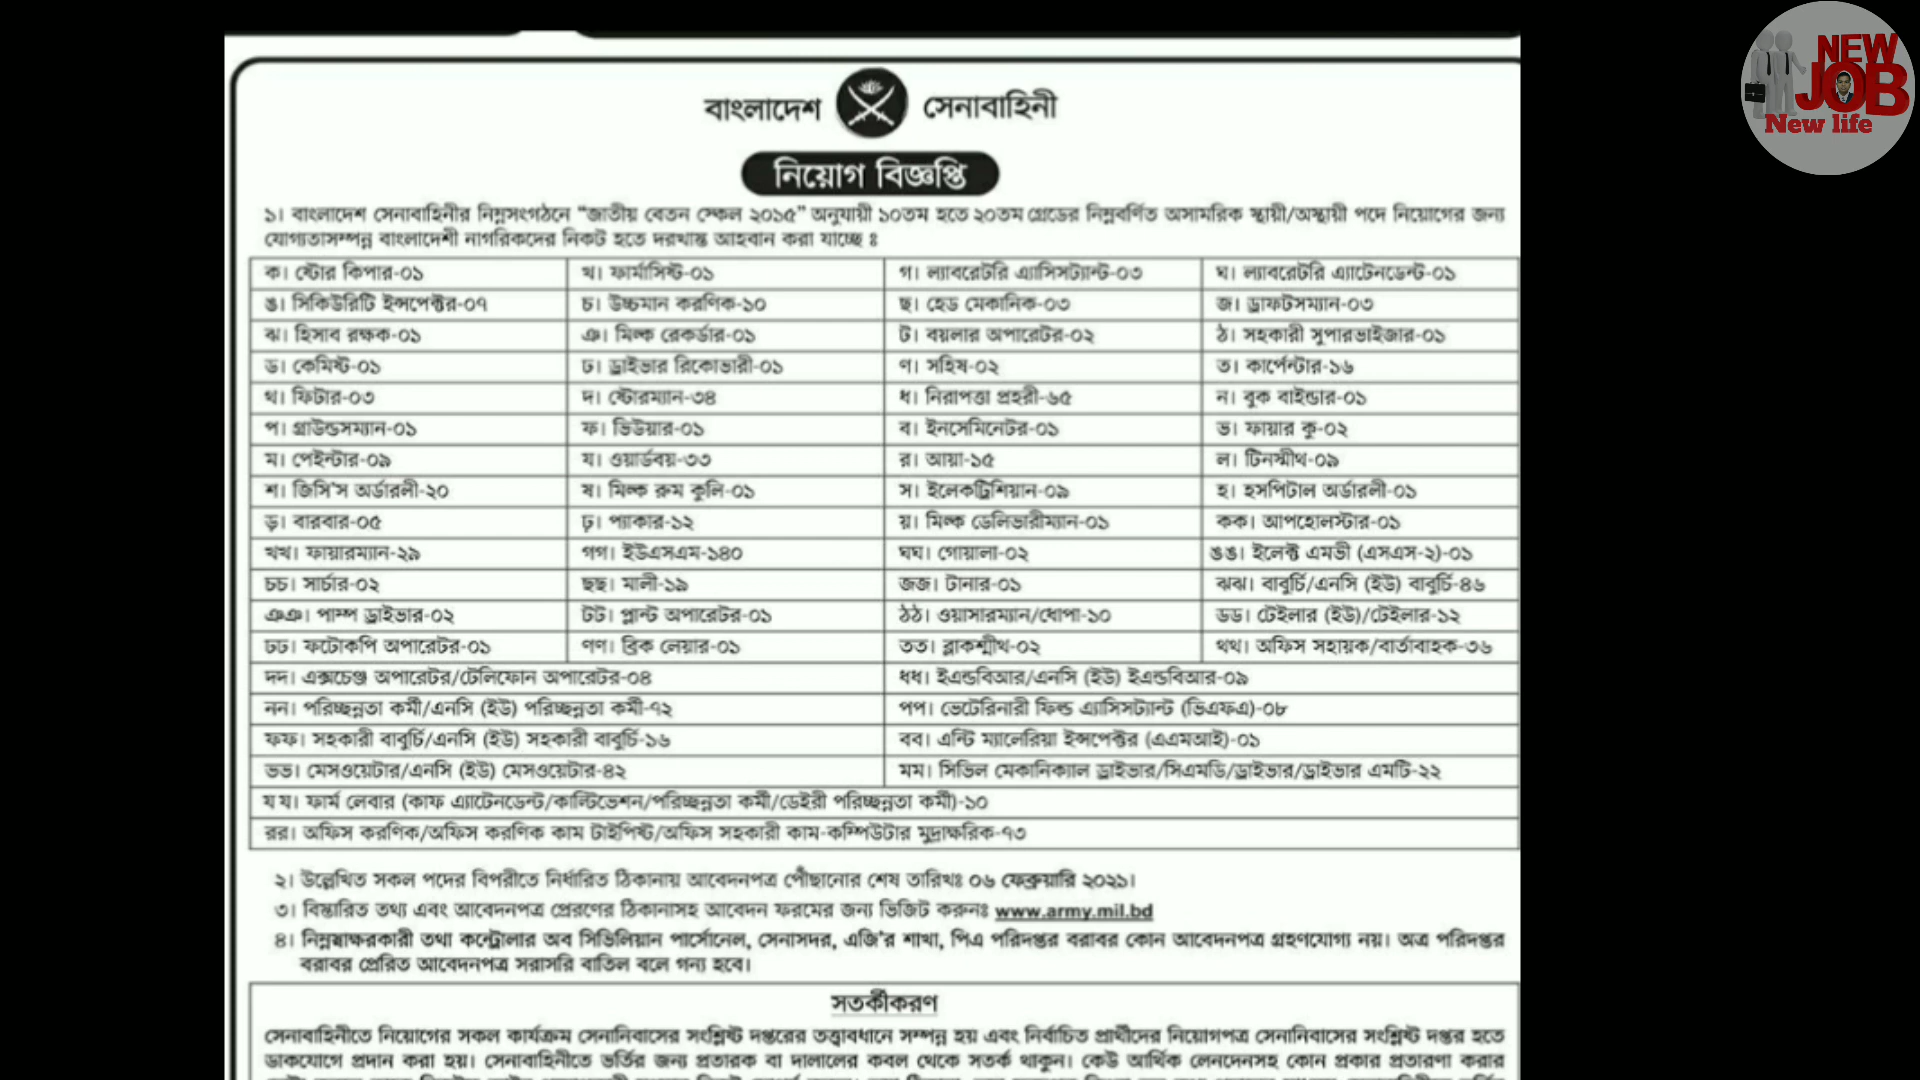 বাংলাদেশ সেনাবাহিনী
নিয়োগ বিজ্ঞপ্তি
১। বাংলাদেশ সেনাবাহিনীর নিম্নসংগঠনে “জাতীয় বেতন স্কেল ২০১৫” অনুযায়ী ১০তম হতে ২০তম গ্রেডের নিম্নবর্ণিত অসামরিক স্থায়ী/অস্থায়ী পদে নিয়োগের জন্য
যোগ্যতাসম্পন্ন বাংলাদেশী নাগরিকদের নিকট হতে দরখাস্ত আহবান করা যাচ্ছে ঃ
ক। ষ্টোর কিপার-০১ খ। ফার্মাসিষ্ট-০১ গ। ল্যাবরেটরি এ্যাসিসট্যান্ট-০৩ ঘ। ল্যাবরেটরি এ্যাটেনডেন্ট-০১
ঙ। সিকিউরিটি ইন্সপেক্টর-০৭ চ। উচ্চমান করণিক-১০ ছ। হেড মেকানিক-০৩ জ। ড্রাফটসম্যান-০৩
ঝ। হিসাব রক্ষক-০১ ঞ। মিল্ক রেকর্ডার-০১ ট। বয়লার অপারেটর-০২ ঠ। সহকারী সুপারভাইজার-০১
ড। কেমিষ্ট-০১ ঢ। ড্রাইভার রিকোভারী-০১ ণ। সহিষ-০২ ত। কার্পেন্টার-১৬
থ। ফিটার-০৩ দ। স্টোরম্যান-৩৪ ধ। নিরাপত্তা প্রহরী-৬৫ ন। বুক বাইন্ডার-০১
প। গ্রাউন্ডসম্যান-০১ ফ। ভিউয়ার-০১ ব। ইনসেমিনেটর-০১ ভ। ফায়ার ক্রু-০২
ম। পেইন্টার-০৯ য। ওয়ার্ডবয়-৩৩ র। আয়া-১৫ ল। টিনস্মীথ-০৯
শ। জিসি'স অর্ডারলী-২০ ষ। মিল্ক রুম কুলি-০১ স। ইলেকট্রিশিয়ান-০৯ হ। হসপিটাল অর্ডারলী-০১
ড়। বারবার-০৫ ঢ়। প্যাকার-১২ য়। মিল্ক ডেলিভারীম্যান-০১ কক। আপহোলস্টার-০১
খখ। ফায়ারম্যান-২৯ গগ। ইউএসএম-১৪০ ঘঘ। গোয়ালা-০২ ঙঙ। ইলেক্ট এমভী (এসএস-২)-০১
চচ। সার্চার-০২ ছছ। মালী-১৯ জজ। টানার-০১ ঝঝ। বাবুর্চি/এনসি (ইউ) বাবুর্চি-৪৬
ঞঞ। পাম্প ড্রাইভার-০২ টট। প্লান্ট অপারেটর-০১ ঠঠ। ওয়াসারম্যান/ধোপা-১০ ডড। টেইলার (ইউ)/টেইলার-১২
ঢঢ। ফটোকপি অপারেটর-০১ ণণ। ব্রিক লেয়ার-০১ তত। ব্লাকশ্মীথ-০২ থথ। অফিস সহায়ক/বার্তাবাহক-৩৬
দদ। এক্সচেঞ্জ অপারেটর/টেলিফোন অপারেটর-০৪ ধধ। ইএন্ডবিআর/এনসি (ইউ) ইএন্ডবিআর-০৯
নন। পরিচ্ছন্নতা কর্মী/এনসি (ইউ) পরিচ্ছন্নতা কর্মী-৭২ পপ। ভেটেরিনারী ফিল্ড এ্যাসিস্ট্যান্ট (ভিএফএ)-০৮
ফফ। সহকারী বাবুর্চি/এনসি (ইউ) সহকারী বাবুর্চি-১৬ বব। এন্টি ম্যালেরিয়া ইন্সপেক্টর (এএমআই)-০১
ভভ। মেসওয়েটার/এনসি (ইউ) মেসওয়েটার-৪২ মম। সিভিল মেকানিক্যাল ড্রাইভার/সিএমডি/ড্রাইভার/ড্রাইভার এমটি-২২
যয। ফার্ম লেবার (কাফ এ্যাটেনডেন্ট/কাল্টিভেশন/পরিচ্ছন্নতা কর্মী/ডেইরী পরিচ্ছন্নতা কর্মী)-১০
রর। অফিস করণিক/অফিস করণিক কাম টাইপিষ্ট/অফিস সহকারী কাম-কম্পিউটার মুদ্রাক্ষরিক-৭৩
২। উল্লেখিত সকল পদের বিপরীতে নির্ধারিত ঠিকানায় আবেদনপত্র পৌঁছানোর শেষ তারিখঃ ০৬ ফেব্রুয়ারি ২০২১।
৩। বিস্তারিত তথ্য এবং আবেদনপত্র প্রেরণের ঠিকানাসহ আবেদন ফরমের জন্য ভিজিট করুনঃ www.army.mil.bd
৪। নিম্নস্বাক্ষরকারী তথা কন্ট্রোলার অব সিভিলিয়ান পার্সোনেল, সেনাসদর, এজি'র শাখা, পিএ পরিদপ্তর বরাবর কোন আবেদনপত্র গ্রহণযোগ্য নয়। অত্র পরিদপ্তর
বরাবর প্রেরিত আবেদনপত্র সরাসরি বাতিল বলে গন্য হবে।
সতর্কীকরণ
সেনাবাহিনীতে নিয়োগের সকল কার্যক্রম সেনানিবাসের সংশ্লিষ্ট দপ্তরের তত্ত্বাবধানে সম্পন্ন হয় এবং নির্বাচিত প্রার্থীদের নিয়োগপত্র সেনানিবাসের সংশ্লিষ্ট দপ্তর হতে
ডাকযোগে প্রদান করা হয়। সেনাবাহিনীতে ভর্তির জন্য প্রতারক বা দালালের কবল থেকে সতর্ক থাকুন। কেউ আর্থিক লেনদেনসহ কোন প্রকার প্রতারণা করার
NEW
JOB
New life